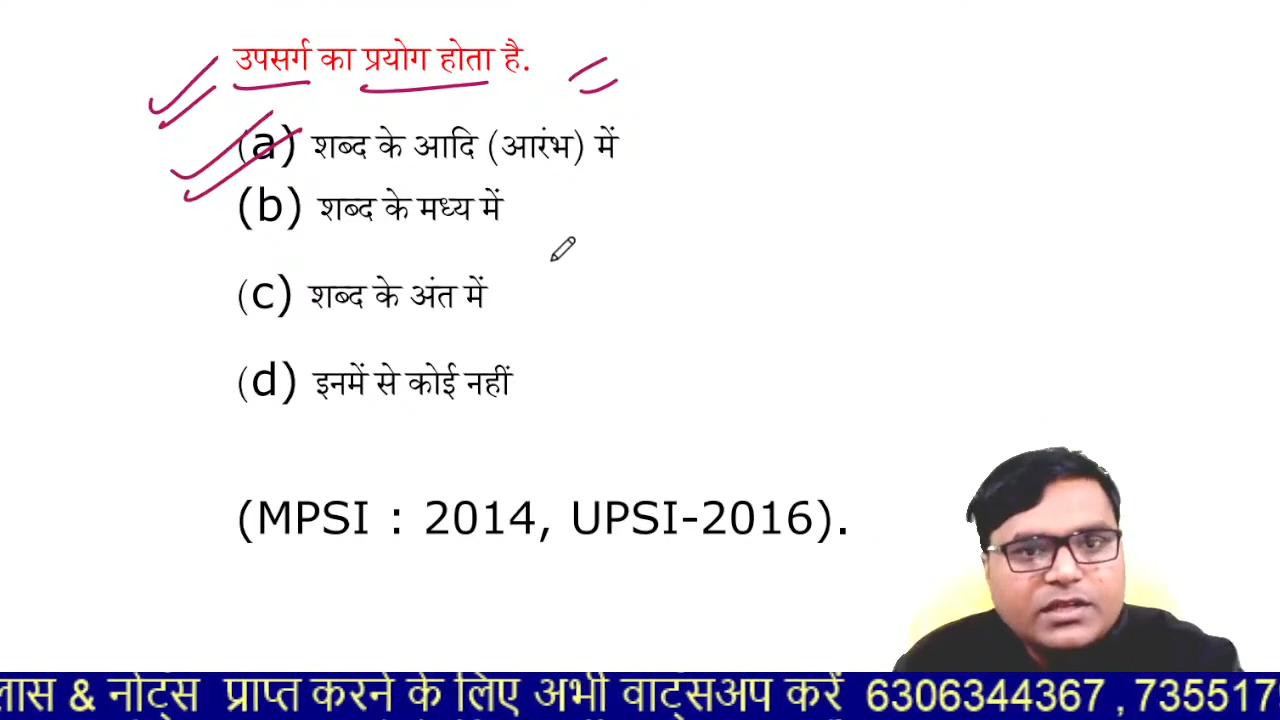 उपसर्ग का प्रयोग होता है.
(a) शब्द के आदि (आरंभ) में
(b) शब्द के मध्य में
(c) शब्द के अंत में
(d) इनमें से कोई नहीं
(MPSI : 2014, UPSI-2016).
लास & नोट्स प्राप्त करने के लिए अभी वाट्सअप करें 6306344367 , 735517